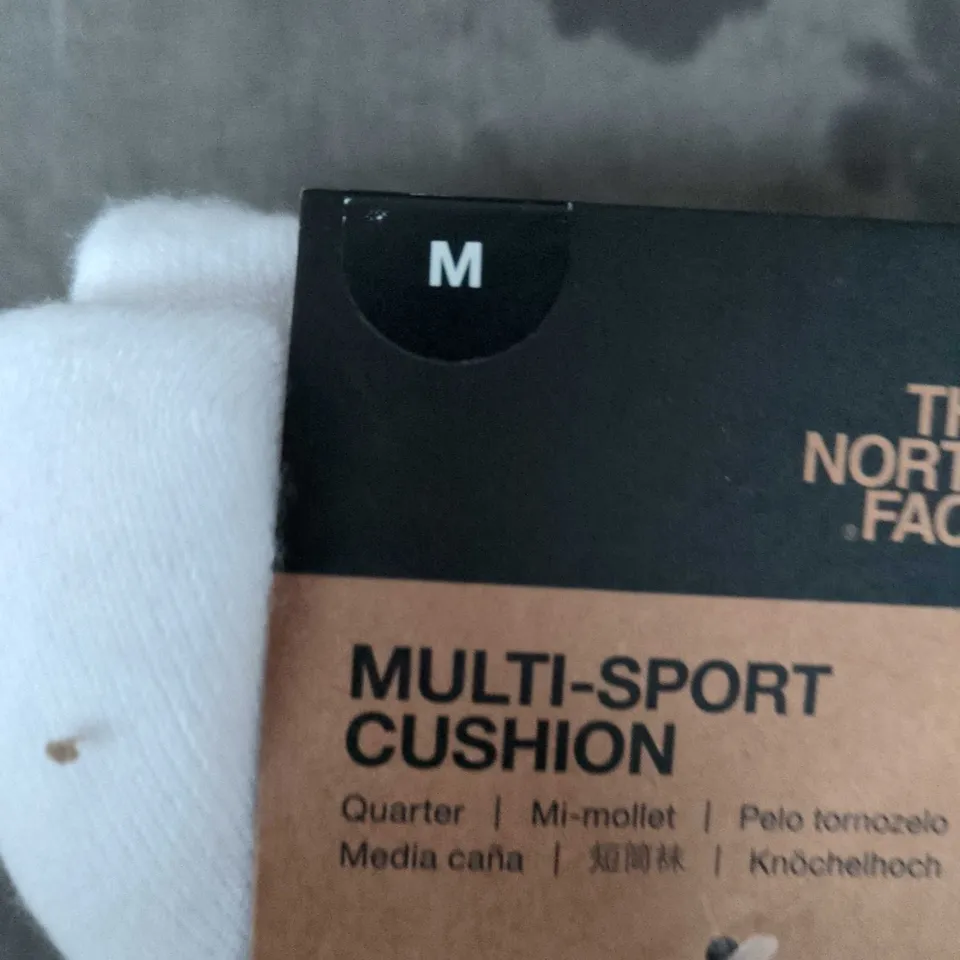 M
TH
NORT
FAC
MULTI-SPORT
CUSHION
Quarter | Mi-mollet | Pelo tornozelo
Media caña | 短筒袜 | Knöchelhoch